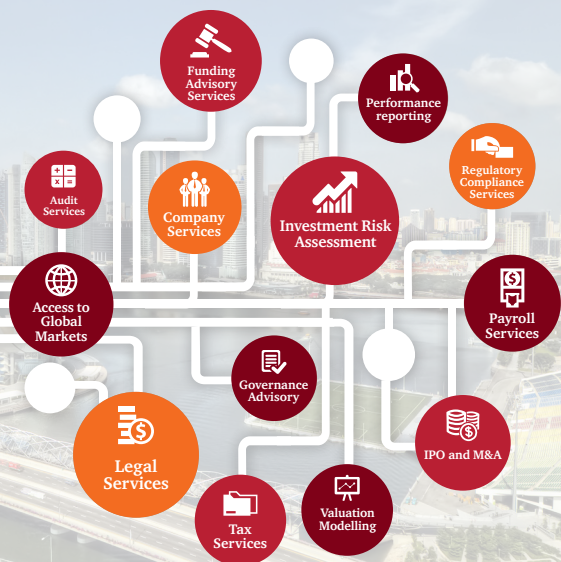 Funding
Advisory
Services
Performance
reporting
Regulatory
Compliance
Services
Audit
Services
Company
Services
Investment Risk
Assessment
Access to
Global
Markets
Payroll
Services
Governance
Advisory
Legal
Services
IPO and M&A
Tax
Services
Valuation
Modelling